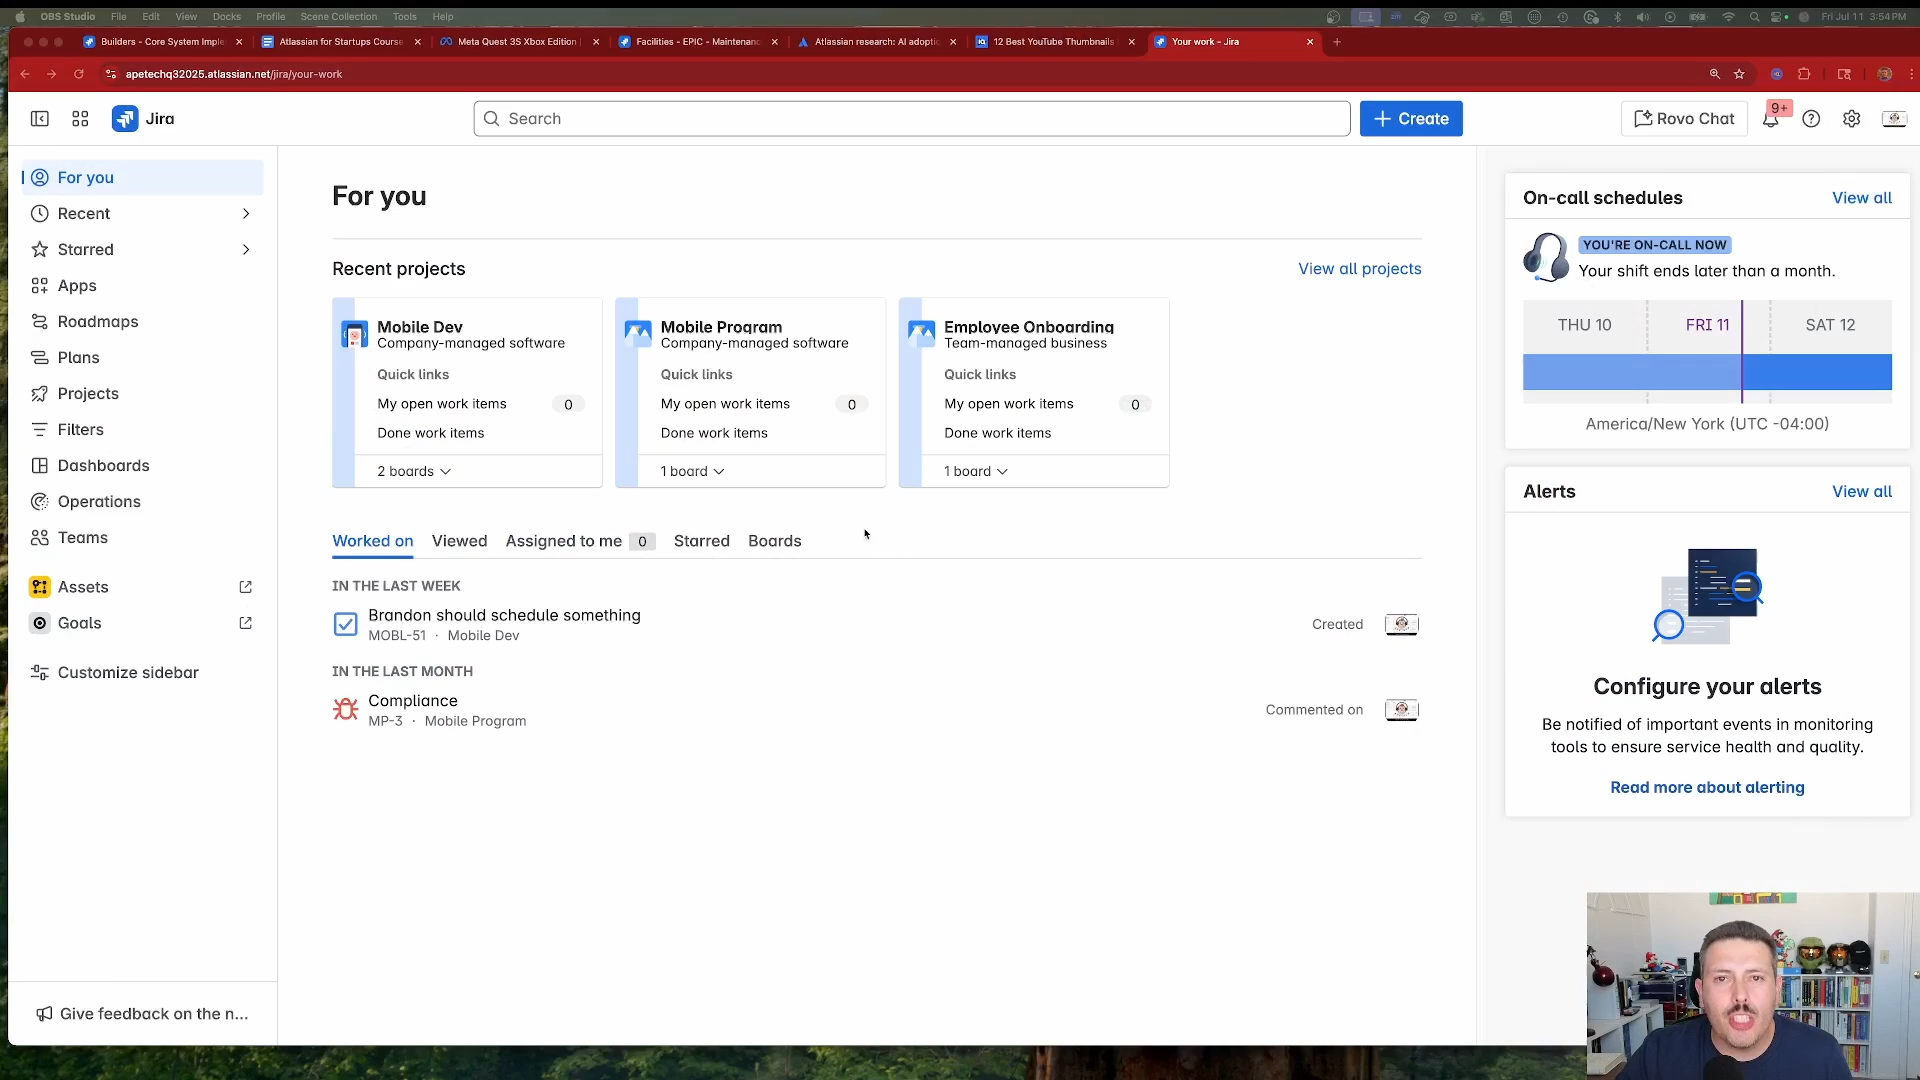 OBS Studio File Edit View Docks Profile Scene Collection Tools Help
Fri Jul 11 3:54 PM
Builders - Core System Imple
Atlassian for Startups Course
Meta Quest 3S Xbox Edition
Facilities - EPIC - Maintenanc
Atlassian research: AI adoptio
12 Best YouTube Thumbnails
Your work - Jira
apetechq32025.atlassian.net/jira/your-work
Jira
Search
Create
Rovo Chat
9+
For you
Recent
Starred
Apps
Roadmaps
Plans
Projects
Filters
Dashboards
Operations
Teams
Assets
Goals
Customize sidebar
Give feedback on the n...
For you
Recent projects
View all projects
Mobile Dev
Company-managed software
Quick links
My open work items 0
Done work items
2 boards
Mobile Program
Company-managed software
Quick links
My open work items 0
Done work items
1 board
Employee Onboarding
Team-managed business
Quick links
My open work items 0
Done work items
1 board
Worked on Viewed Assigned to me 0 Starred Boards
IN THE LAST WEEK
Brandon should schedule something
MOBL-51 · Mobile Dev
Created
IN THE LAST MONTH
Compliance
MP-3 · Mobile Program
Commented on
On-call schedules
View all
YOU'RE ON-CALL NOW
Your shift ends later than a month.
THU 10 FRI 11 SAT 12
America/New York (UTC -04:00)
Alerts
View all
Configure your alerts
Be notified of important events in monitoring
tools to ensure service health and quality.
Read more about alerting